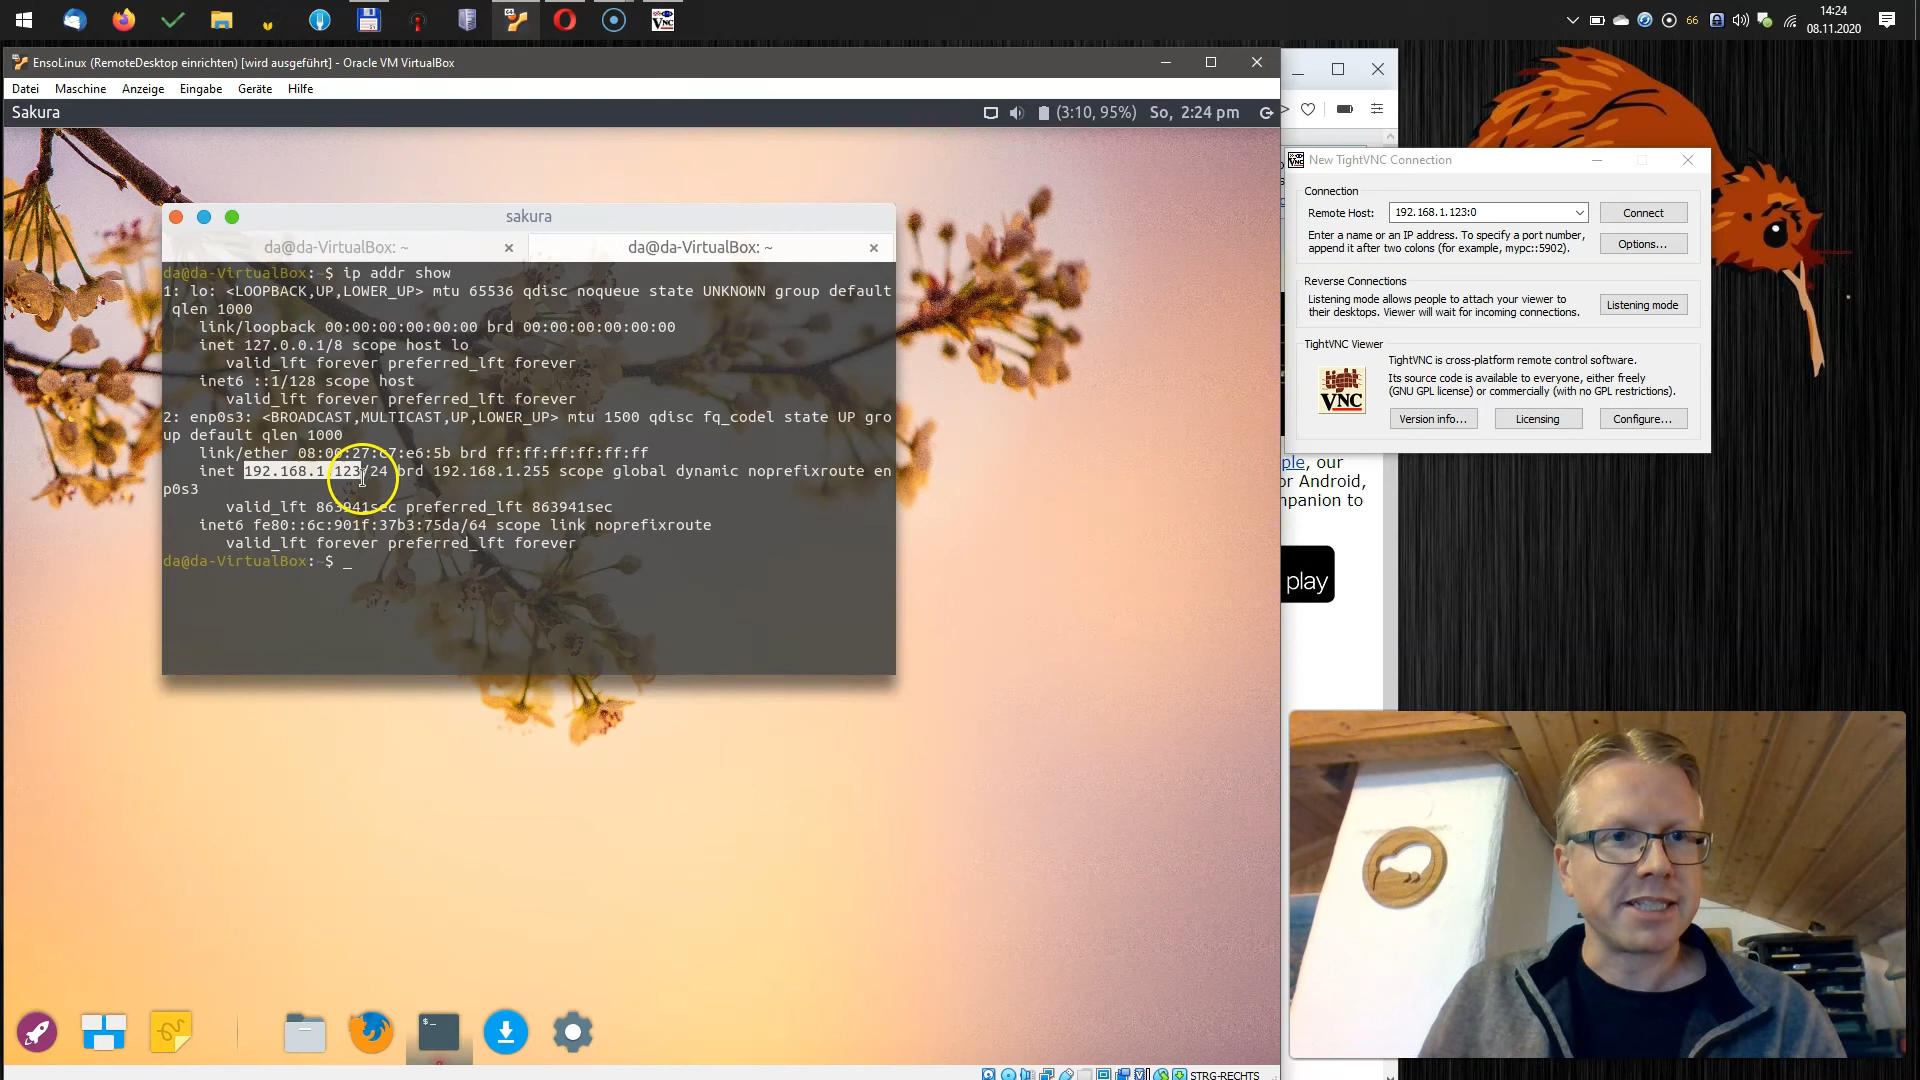 66
14:24
08.11.2020
EnsoLinux (RemoteDesktop einrichten) [wird ausgeführt] - Oracle VM VirtualBox
Datei Maschine Anzeige Eingabe Geräte Hilfe
Sakura
(3:10, 95%) So, 2:24 pm
sakura
da@da-VirtualBox: ~
da@da-VirtualBox: ~
da@da-VirtualBox:~$ ip addr show
1: lo: <LOOPBACK,UP,LOWER_UP> mtu 65536 qdisc noqueue state UNKNOWN group default
qlen 1000
link/loopback 00:00:00:00:00:00 brd 00:00:00:00:00:00
inet 127.0.0.1/8 scope host lo
valid_lft forever preferred_lft forever
inet6 ::1/128 scope host
valid_lft forever preferred_lft forever
2: enp0s3: <BROADCAST,MULTICAST,UP,LOWER_UP> mtu 1500 qdisc fq_codel state UP gro
up default qlen 1000
link/ether 08:00:27:c7:e6:5b brd ff:ff:ff:ff:ff:ff
inet 192.168.1.123/24 brd 192.168.1.255 scope global dynamic noprefixroute en
p0s3
valid_lft 863941sec preferred_lft 863941sec
inet6 fe80::6c:901f:37b3:75da/64 scope link noprefixroute
valid_lft forever preferred_lft forever
da@da-VirtualBox:~$ _
New TightVNC Connection
Connection
Remote Host: 192.168.1.123:0 Connect
Enter a name or an IP address. To specify a port number,
append it after two colons (for example, mypc::5902).
Options...
Reverse Connections
Listening mode allows people to attach your viewer to
their desktops. Viewer will wait for incoming connections.
Listening mode
TightVNC Viewer
TightVNC is cross-platform remote control software.
Its source code is available to everyone, either freely
(GNU GPL license) or commercially (with no GPL restrictions).
tight
VNC
Version info... Licensing Configure...
ple, our
or Android,
mpanion to
play
STRG-RECHTS